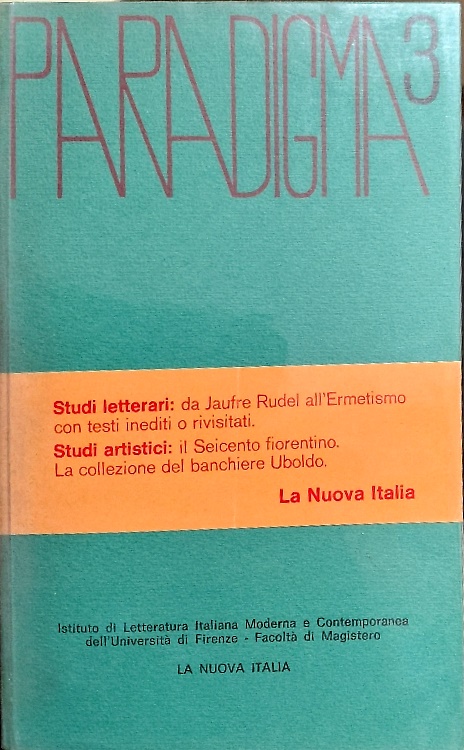 PARADIGMA 3
Studi letterari: da Jaufre Rudel all'Ermetismo
con testi inediti o rivisitati.
Studi artistici: il Seicento fiorentino.
La collezione del banchiere Uboldo.
La Nuova Italia
Istituto di Letteratura Italiana Moderna e Contemporanea
dell'Università di Firenze - Facoltà di Magistero
LA NUOVA ITALIA